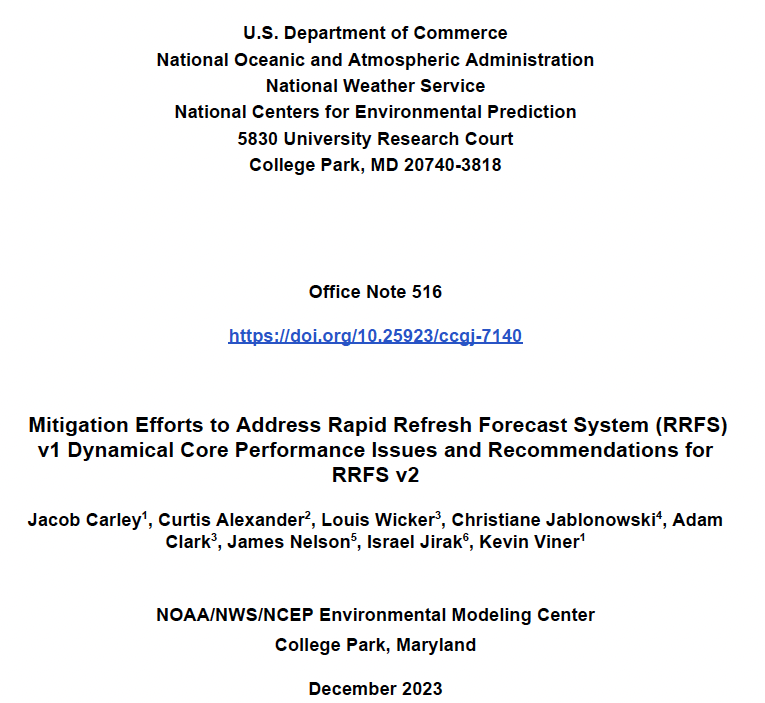 U.S. Department of Commerce
National Oceanic and Atmospheric Administration
National Weather Service
National Centers for Environmental Prediction
5830 University Research Court
College Park, MD 20740-3818
Office Note 516
https://doi.org/10.25923/ccgj-7140
Mitigation Efforts to Address Rapid Refresh Forecast System (RRFS)
v1 Dynamical Core Performance Issues and Recommendations for
RRFS v2
Jacob Carley¹, Curtis Alexander², Louis Wicker³, Christiane Jablonowski⁴, Adam
Clark³, James Nelson⁵, Israel Jirak⁶, Kevin Viner¹
NOAA/NWS/NCEP Environmental Modeling Center
College Park, Maryland
December 2023